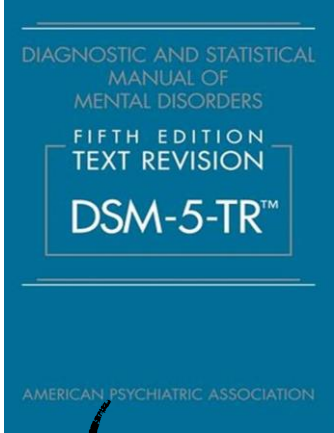 DIAGNOSTIC AND STATISTICAL
MANUAL OF
MENTAL DISORDERS
FIFTH EDITION
TEXT REVISION
DSM-5-TR™
AMERICAN PSYCHIATRIC ASSOCIATION